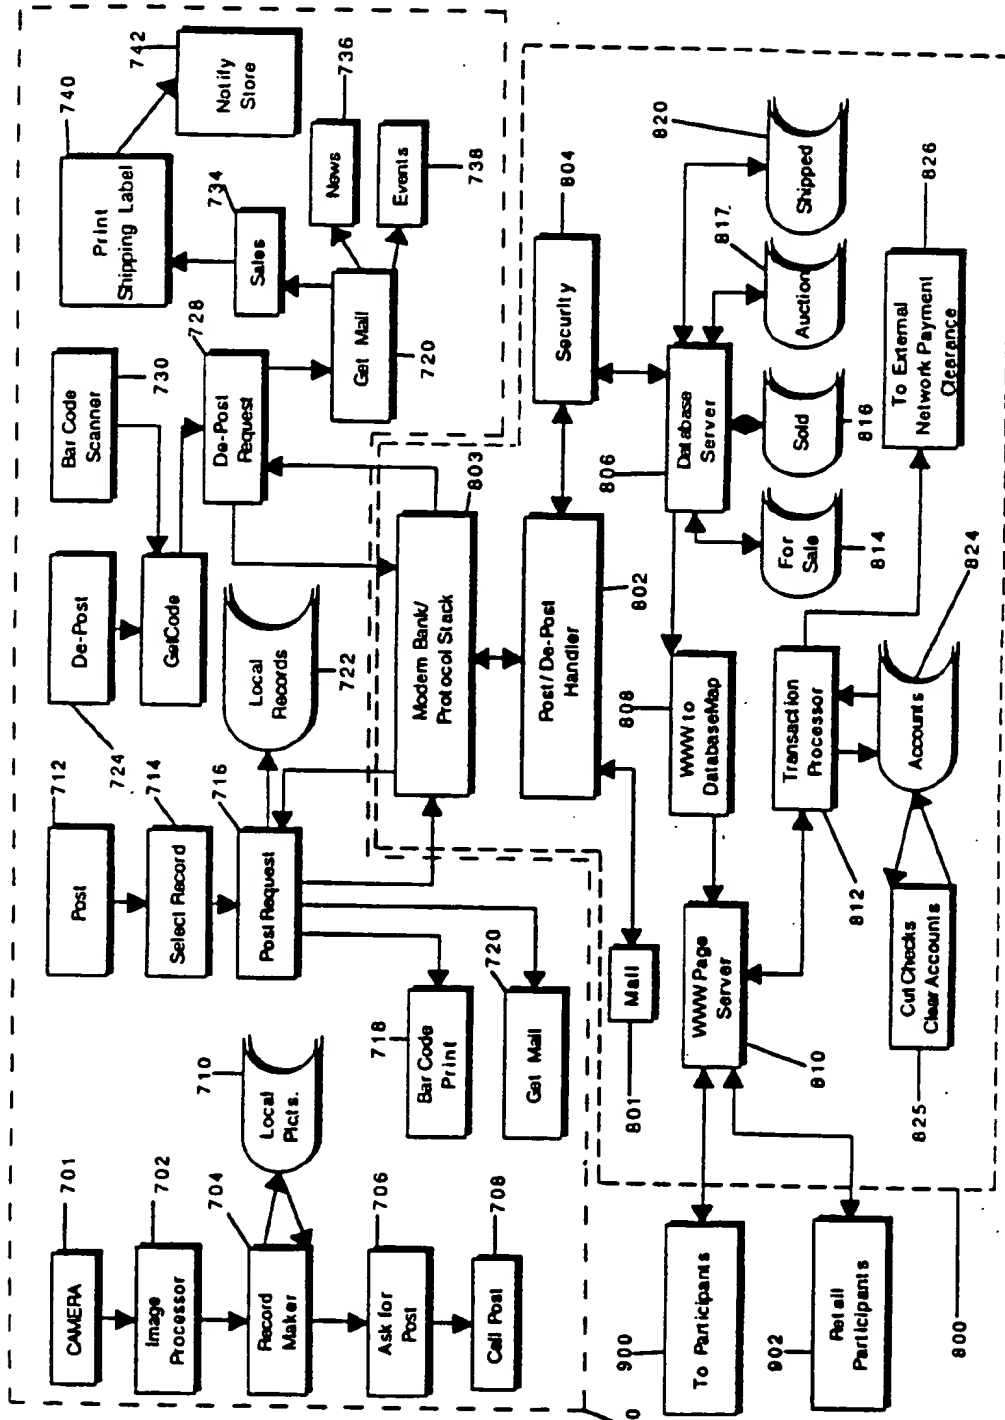 CAMERA
701
Image
Processor
702
Record
Maker
704
Ask for
Post
706
Call Post
708
Local
Picts.
710
Post
712
Select Record
714
Post Request
716
Local
Records
722
Bar Code
Print
718
Get Mail
720
De-Post
724
GetCode
Bar Code
Scanner
730
De-Post
Request
728
Get Mail
720
Sales
734
News
736
Events
738
Print
Shipping Label
740
Notify
Store
742
Modem Bank/
Protocol Stack
803
Post/De-Post
Handler
802
Security
804
Mail
801
Database
Server
806
WWW to
DatabaseMap
808
WWW Page
Server
810
For
Sale
814
Sold
816
Auction
817
Shipped
820
Transaction
Processor
812
Accounts
824
Cut Checks
Clear Accounts
825
To External
Network Payment
Clearance
826
To Participants
900
Retail
Participants
902
800
0